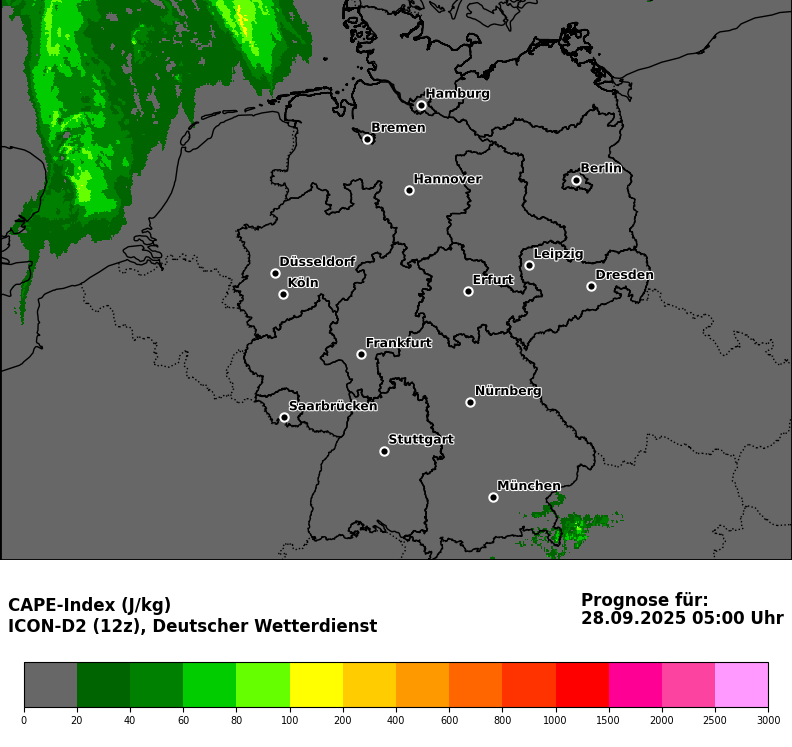 Hamburg
Bremen
Berlin
Hannover
Leipzig
Düsseldorf
Dresden
Erfurt
Köln
Frankfurt
Nürnberg
Saarbrücken
Stuttgart
München
CAPE-Index (J/kg)
ICON-D2 (12z), Deutscher Wetterdienst
Prognose für:
28.09.2025 05:00 Uhr
0 20 40 60 80 100 200 400 600 800 1000 1500 2000 2500 3000